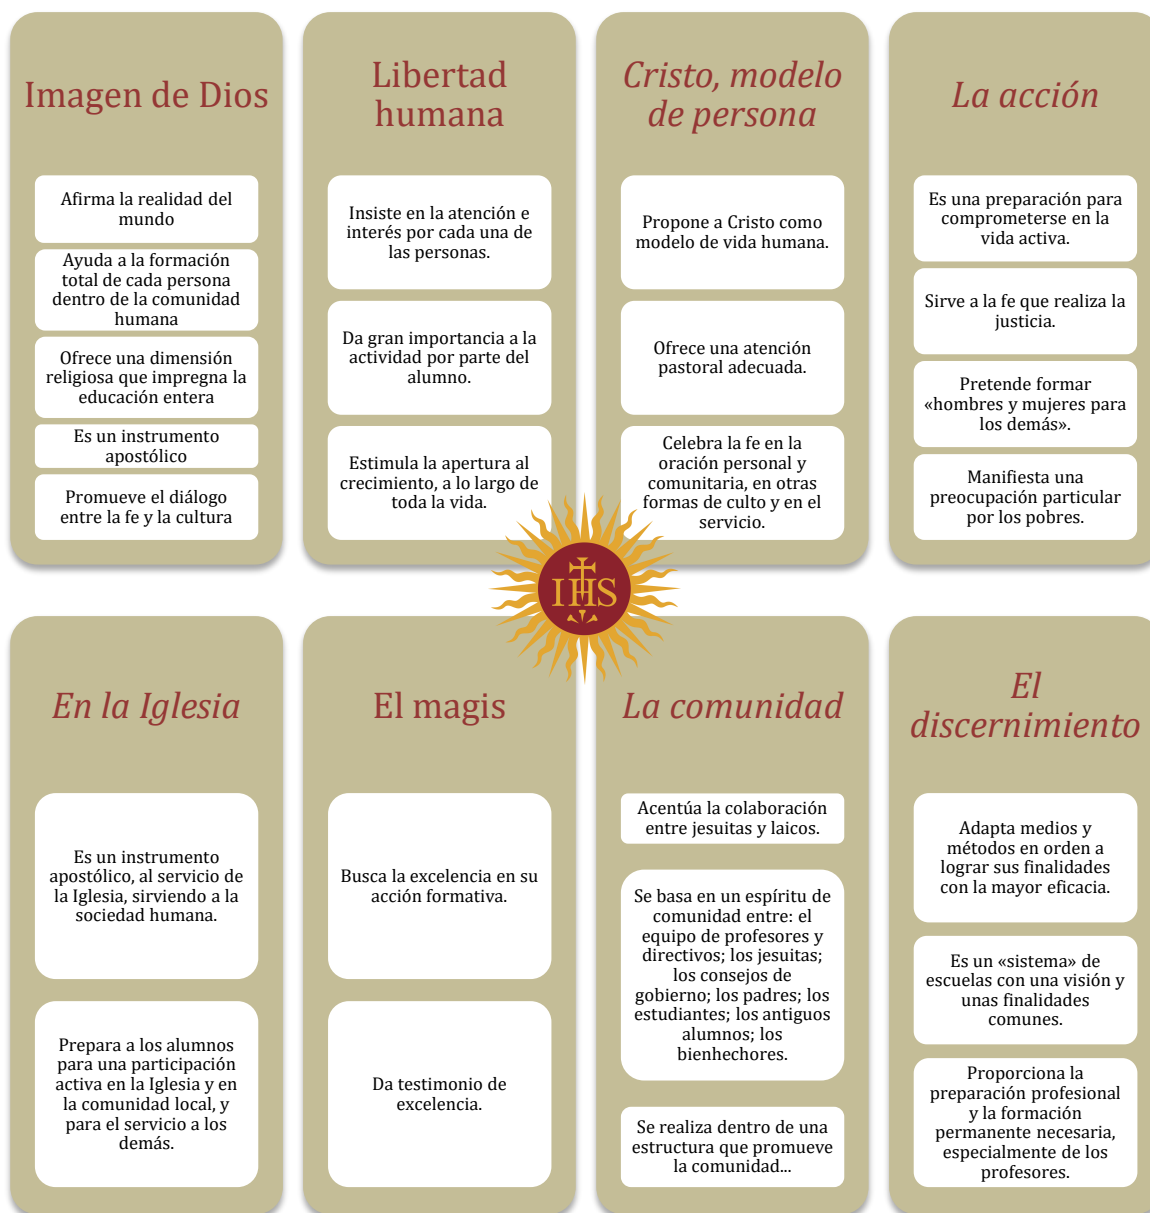 Imagen de Dios
Afirma la realidad del
mundo
Ayuda a la formación
total de cada persona
dentro de la comunidad
humana
Ofrece una dimensión
religiosa que impregna la
educación entera
Es un instrumento
apostólico
Promueve el diálogo
entre la fe y la cultura
Libertad
humana
Insiste en la atención e
interés por cada una de
las personas.
Da gran importancia a la
actividad por parte del
alumno.
Estimula la apertura al
crecimiento, a lo largo de
toda la vida.
Cristo, modelo
de persona
Propone a Cristo como
modelo de vida humana.
Ofrece una atención
pastoral adecuada.
Celebra la fe en la
oración personal y
comunitaria, en otras
formas de culto y en el
servicio.
La acción
Es una preparación para
comprometerse en la
vida activa.
Sirve a la fe que realiza la
justicia.
Pretende formar
«hombres y mujeres para
los demás».
Manifiesta una
preocupación particular
por los pobres.
IHS
En la Iglesia
Es un instrumento
apostólico, al servicio de
la Iglesia, sirviendo a la
sociedad humana.
Prepara a los alumnos
para una participación
activa en la Iglesia y en
la comunidad local, y
para el servicio a los
demás.
El magis
Busca la excelencia en su
acción formativa.
Da testimonio de
excelencia.
La comunidad
Acentúa la colaboración
entre jesuitas y laicos.
Se basa en un espíritu de
comunidad entre: el
equipo de profesores y
directivos; los jesuitas;
los consejos de
gobierno; los padres; los
estudiantes; los antiguos
alumnos; los
bienhechores.
Se realiza dentro de una
estructura que promueve
la comunidad...
El
discernimiento
Adapta medios y
métodos en orden a
lograr sus finalidades
con la mayor eficacia.
Es un «sistema» de
escuelas con una visión y
unas finalidades
comunes.
Proporciona la
preparación profesional
y la formación
permanente necesaria,
especialmente de los
profesores.